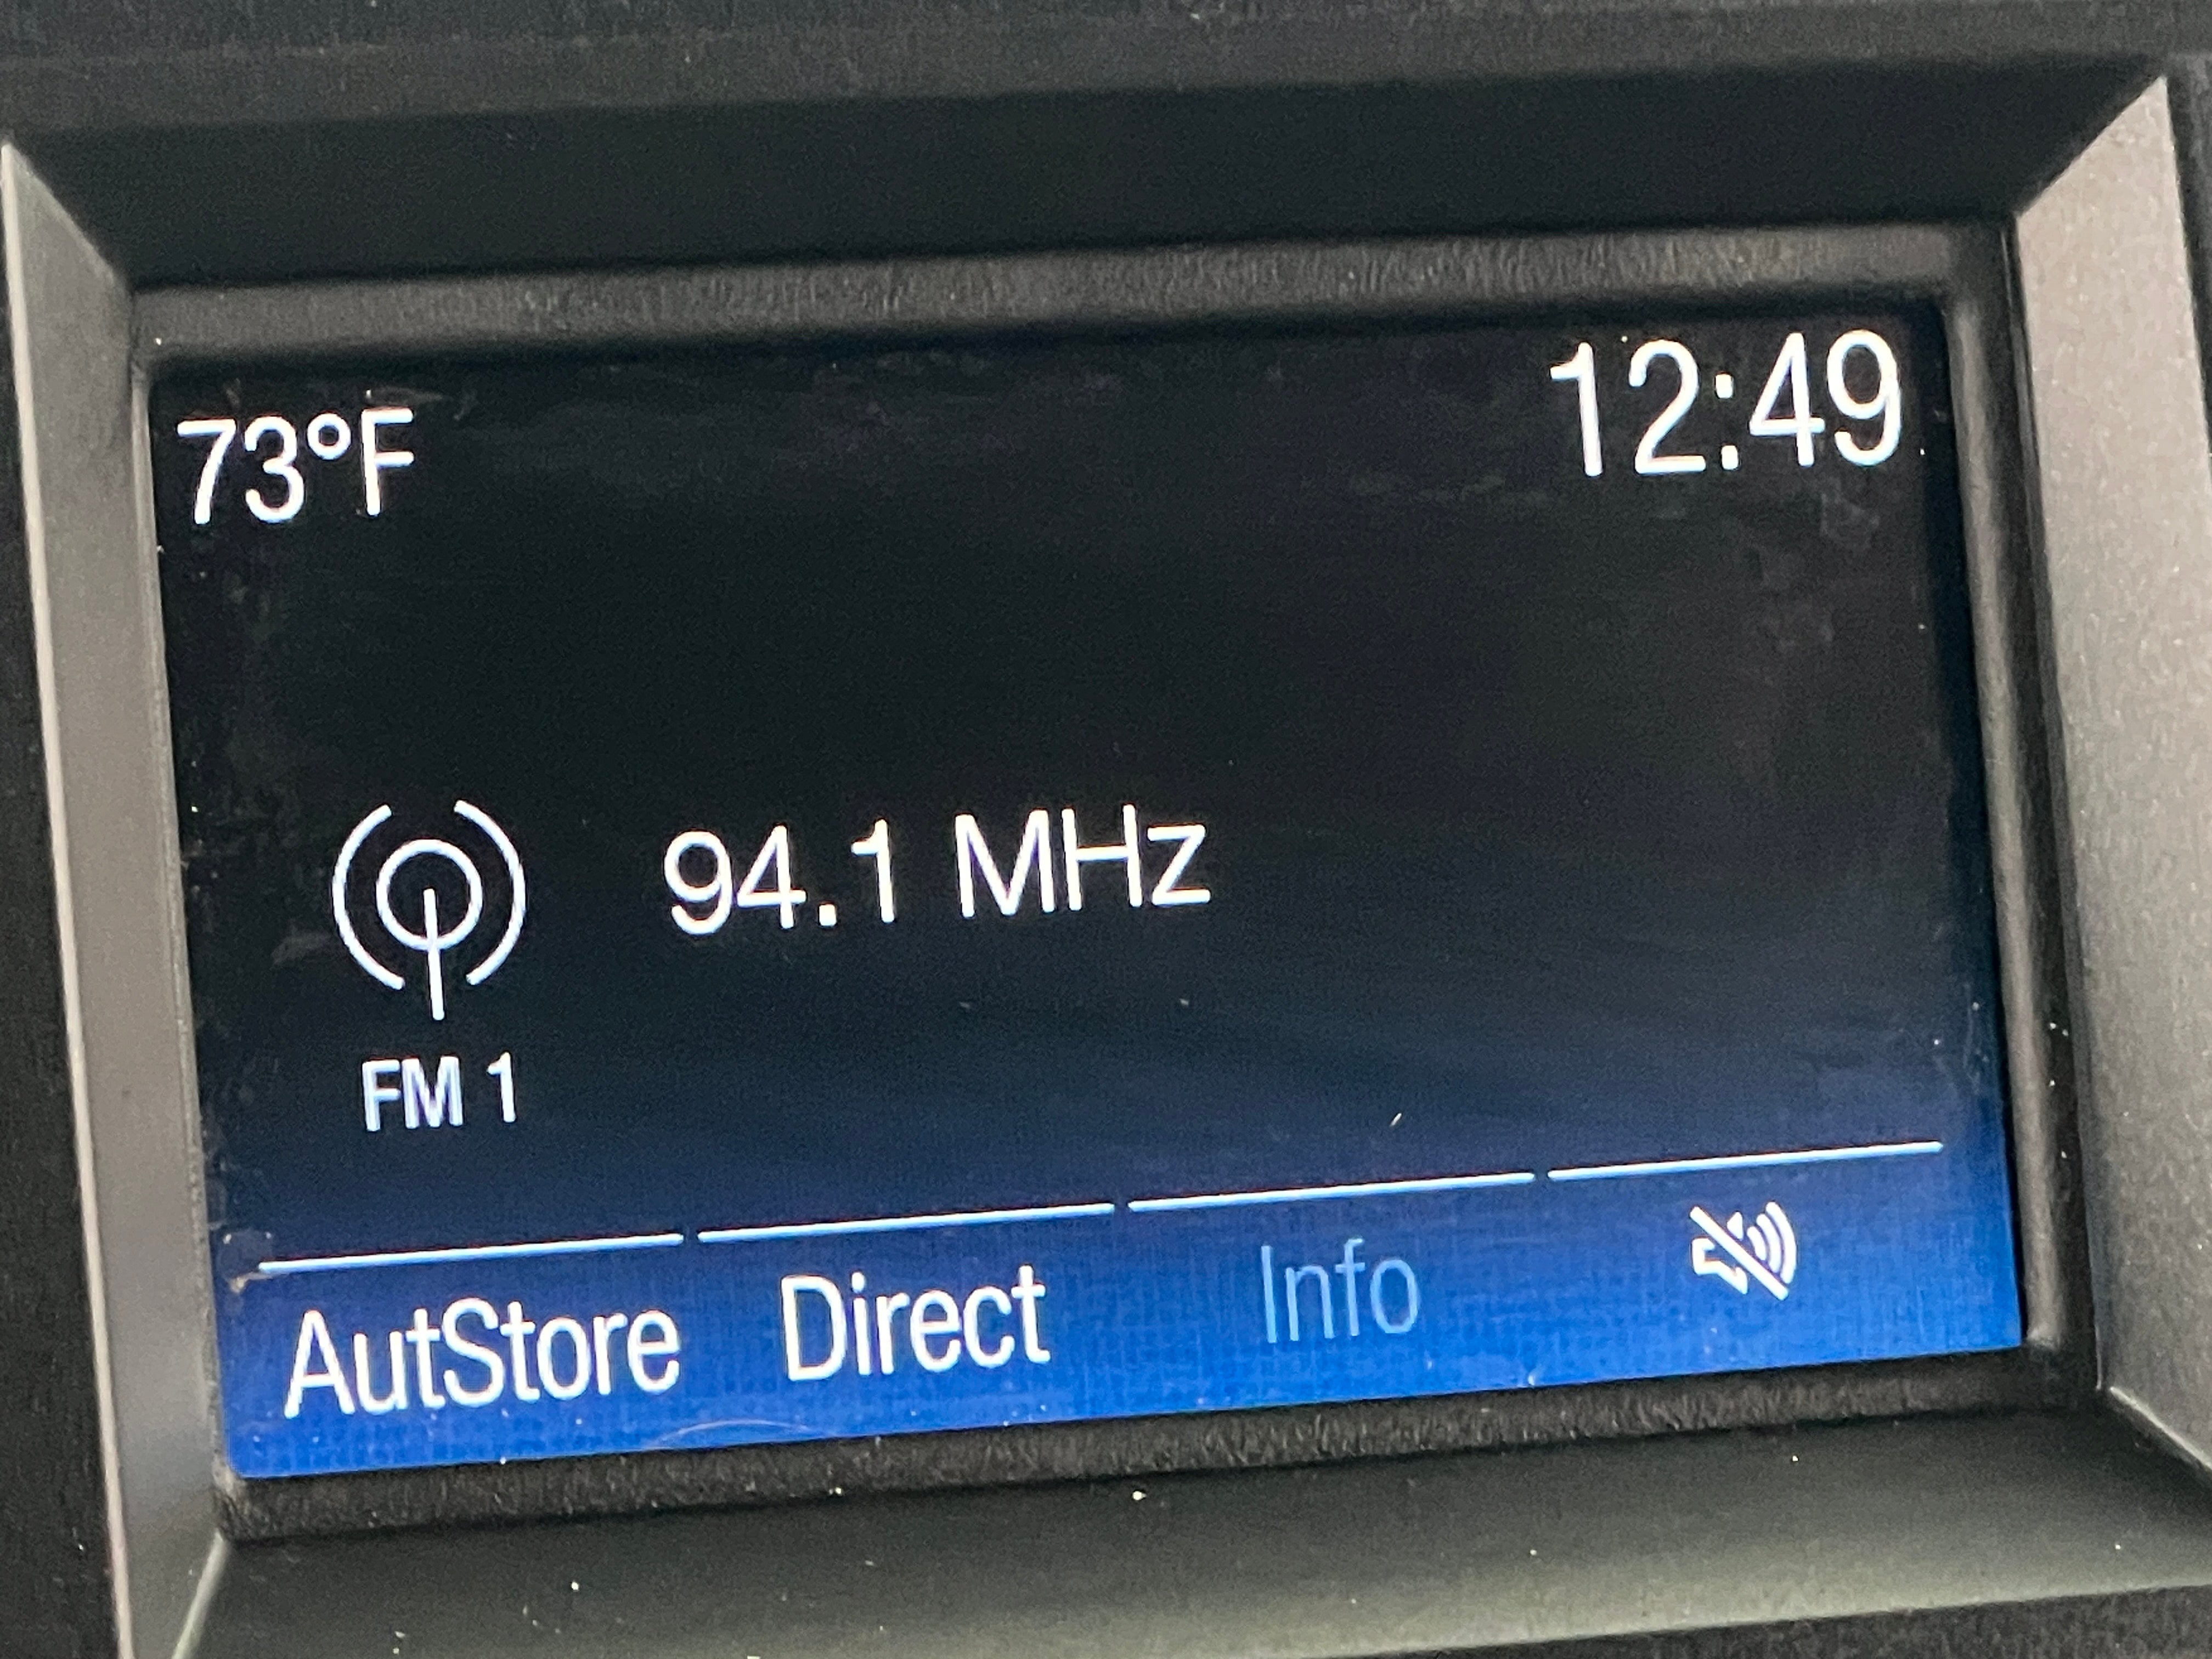 73°F
12:49
94.1 MHz
FM 1
AutStore Direct Info